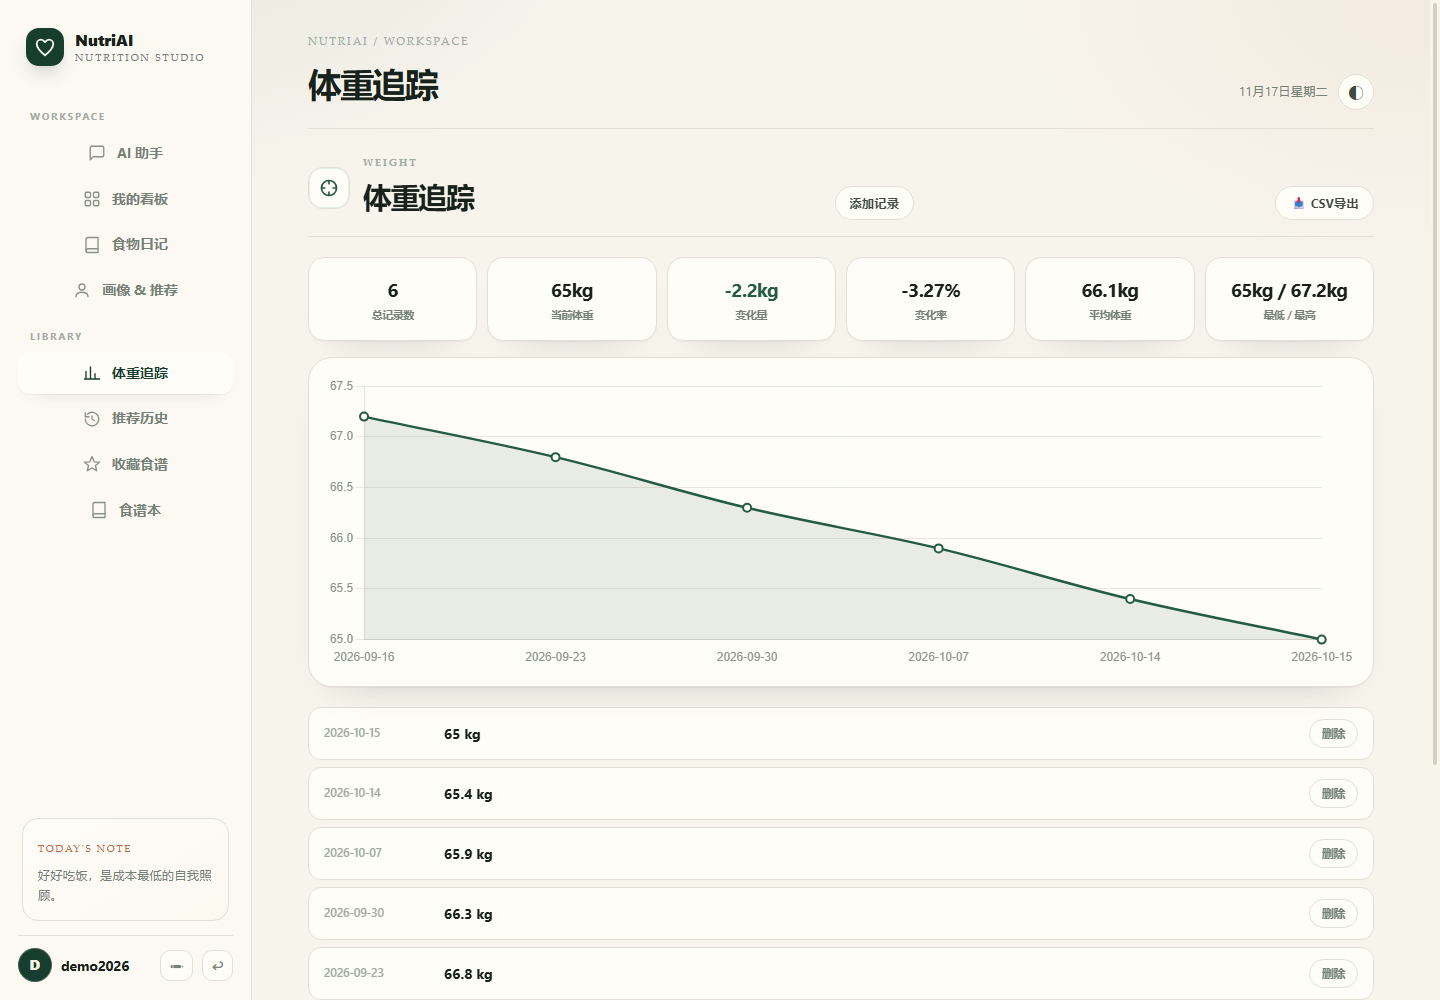 NutriAI
NUTRITION STUDIO
WORKSPACE
AI 助手
我的看板
食物日记
画像 & 推荐
LIBRARY
体重追踪
推荐历史
收藏食谱
食谱本
TODAY'S NOTE
好好吃饭，是成本最低的自我照
顾。
D
demo2026
NUTRIAI / WORKSPACE
体重追踪
11月17日星期二
WEIGHT
体重追踪
添加记录
CSV导出
6
总记录数
65kg
当前体重
-2.2kg
变化量
-3.27%
变化率
66.1kg
平均体重
65kg / 67.2kg
最低 / 最高
67.5
67.0
66.5
66.0
65.5
65.0
2026-09-16
2026-09-23
2026-09-30
2026-10-07
2026-10-14
2026-10-15
2026-10-15
65 kg
删除
2026-10-14
65.4 kg
删除
2026-10-07
65.9 kg
删除
2026-09-30
66.3 kg
删除
2026-09-23
66.8 kg
删除